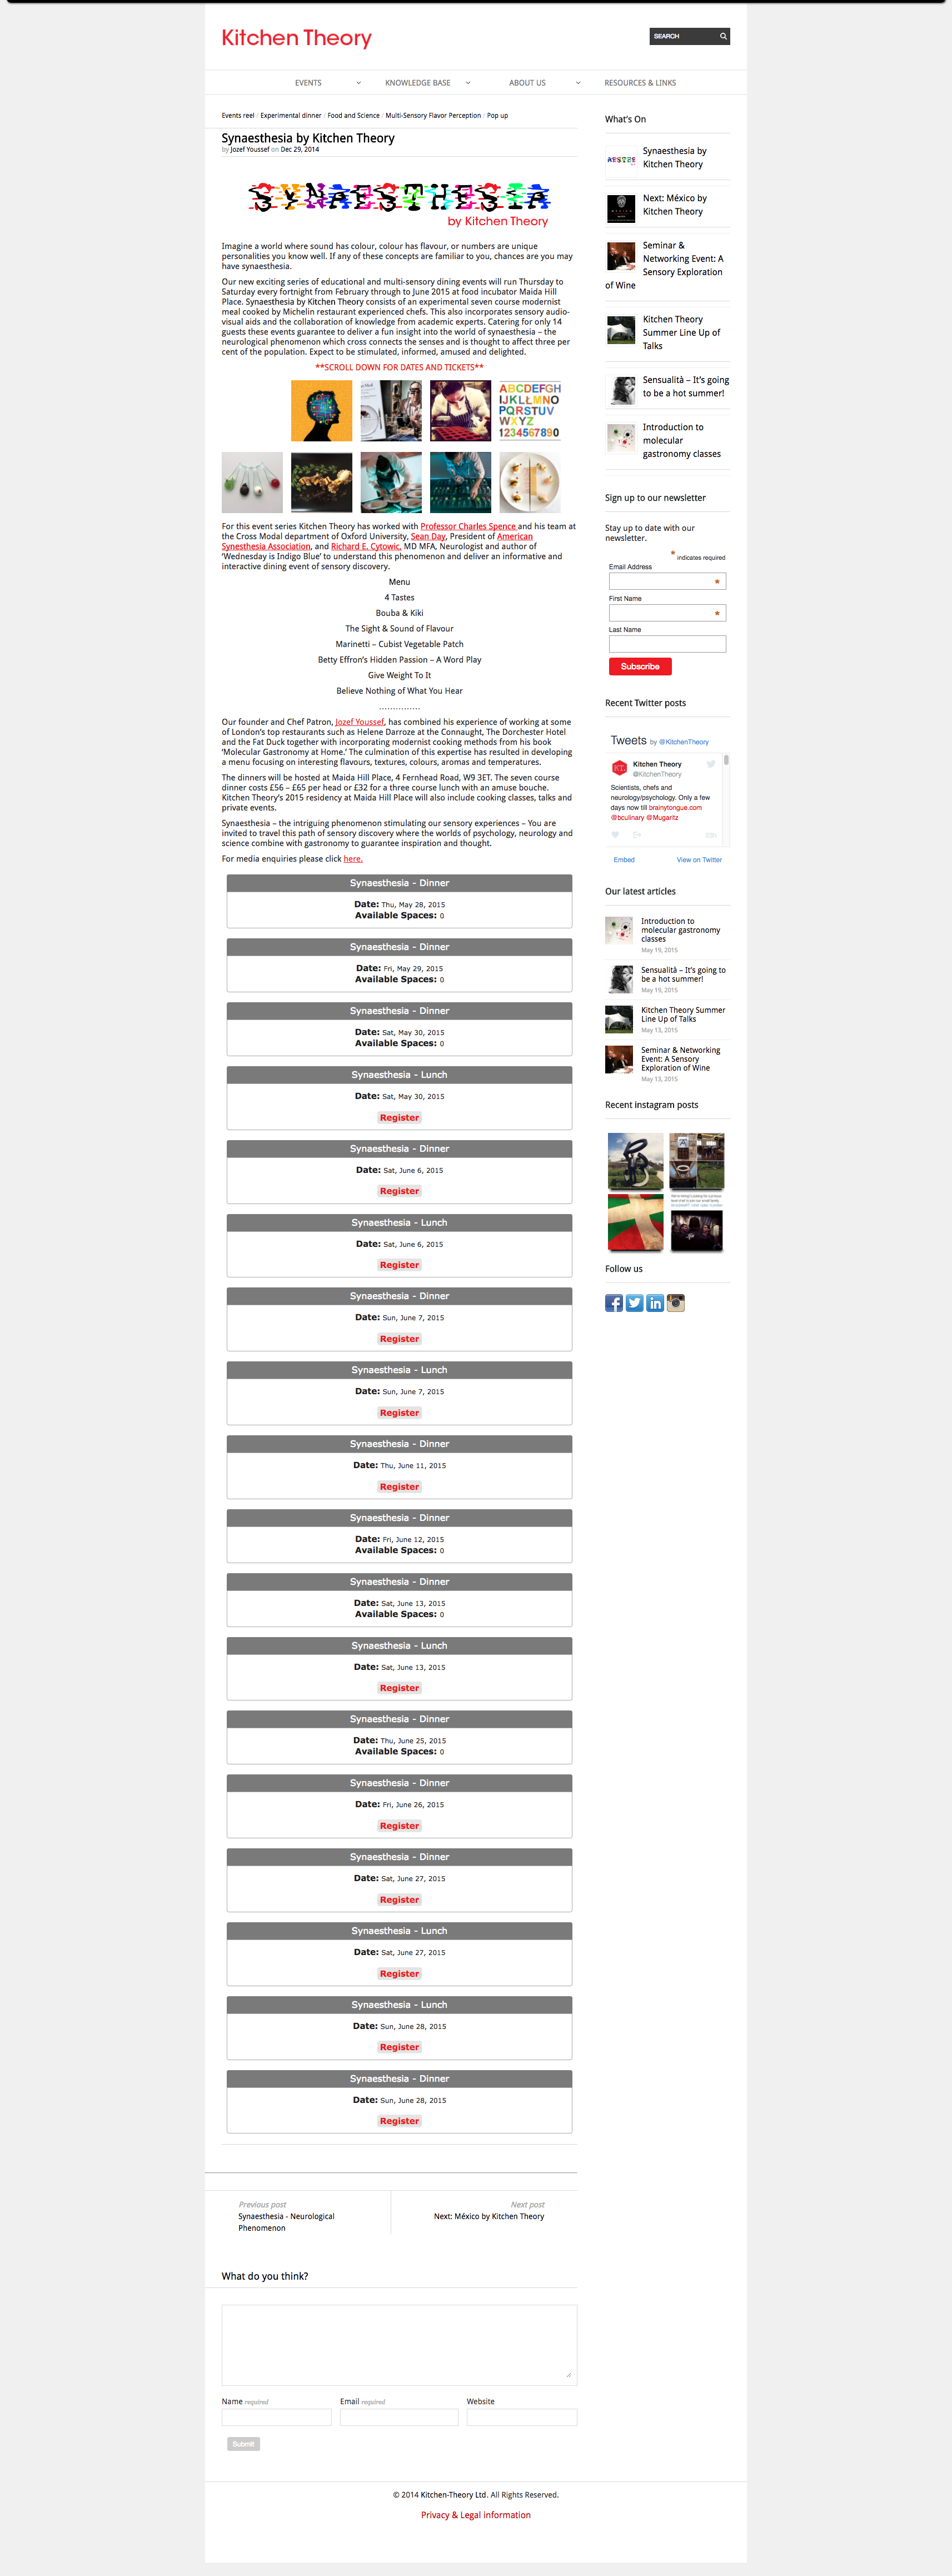 Kitchen Theory
SEARCH
EVENTS
KNOWLEDGE BASE
ABOUT US
RESOURCES & LINKS
Events reel / Experimental dinner / Food and Science / Multi-Sensory Flavor Perception / Pop up
Synaesthesia by Kitchen Theory
by Jozef Youssef on Dec 29, 2014
SYNAESTHESIA
by Kitchen Theory
Imagine a world where sound has colour, colour has flavour, or numbers are unique
personalities you know well. If any of these concepts are familiar to you, chances are you may
have synaesthesia.
Our new exciting series of educational and multi-sensory dining events will run Thursday to
Saturday every fortnight from February through to June 2015 at food incubator Maida Hill
Place. Synaesthesia by Kitchen Theory consists of an experimental seven course modernist
meal cooked by Michelin restaurant experienced chefs. This also incorporates sensory audio-
visual aids and the collaboration of knowledge from academic experts. Catering for only 14
guests these events guarantee to deliver a fun insight into the world of synaesthesia – the
neurological phenomenon which cross connects the senses and is thought to affect three per
cent of the population. Expect to be stimulated, informed, amused and delighted.
**SCROLL DOWN FOR DATES AND TICKETS**
ABCDEFGH
IJKLŁMNO
PQRSTUV
WXYZ
1234567890
For this event series Kitchen Theory has worked with Professor Charles Spence and his team at
the Cross Modal department of Oxford University, Sean Day, President of American
Synesthesia Association, and Richard E. Cytowic, MD MFA, Neurologist and author of
‘Wednesday is Indigo Blue’ to understand this phenomenon and deliver an informative and
interactive dining event of sensory discovery.
Menu
4 Tastes
Bouba & Kiki
The Sight & Sound of Flavour
Marinetti – Cubist Vegetable Patch
Betty Effron’s Hidden Passion – A Word Play
Give Weight To It
Believe Nothing of What You Hear
……………
Our founder and Chef Patron, Jozef Youssef, has combined his experience of working at some
of London’s top restaurants such as Helene Darroze at the Connaught, The Dorchester Hotel
and the Fat Duck together with incorporating modernist cooking methods from his book
‘Molecular Gastronomy at Home.’ The culmination of this expertise has resulted in developing
a menu focusing on interesting flavours, textures, colours, aromas and temperatures.
The dinners will be hosted at Maida Hill Place, 4 Fernhead Road, W9 3ET. The seven course
dinner costs £56 – £65 per head or £32 for a three course lunch with an amuse bouche.
Kitchen Theory’s 2015 residency at Maida Hill Place will also include cooking classes, talks and
private events.
Synaesthesia – the intriguing phenomenon stimulating our sensory experiences – You are
invited to travel this path of sensory discovery where the worlds of psychology, neurology and
science combine with gastronomy to guarantee inspiration and thought.
For media enquiries please click here.
Synaesthesia - Dinner
Date: Thu, May 28, 2015
Available Spaces: 0
Synaesthesia - Dinner
Date: Fri, May 29, 2015
Available Spaces: 0
Synaesthesia - Dinner
Date: Sat, May 30, 2015
Available Spaces: 0
Synaesthesia - Lunch
Date: Sat, May 30, 2015
Register
Synaesthesia - Dinner
Date: Sat, June 6, 2015
Register
Synaesthesia - Lunch
Date: Sat, June 6, 2015
Register
Synaesthesia - Dinner
Date: Sun, June 7, 2015
Register
Synaesthesia - Lunch
Date: Sun, June 7, 2015
Register
Synaesthesia - Dinner
Date: Thu, June 11, 2015
Register
Synaesthesia - Dinner
Date: Fri, June 12, 2015
Available Spaces: 0
Synaesthesia - Dinner
Date: Sat, June 13, 2015
Available Spaces: 0
Synaesthesia - Lunch
Date: Sat, June 13, 2015
Register
Synaesthesia - Dinner
Date: Thu, June 25, 2015
Available Spaces: 0
Synaesthesia - Dinner
Date: Fri, June 26, 2015
Register
Synaesthesia - Dinner
Date: Sat, June 27, 2015
Register
Synaesthesia - Lunch
Date: Sat, June 27, 2015
Register
Synaesthesia - Lunch
Date: Sun, June 28, 2015
Register
Synaesthesia - Dinner
Date: Sun, June 28, 2015
Register
Previous post
Synaesthesia - Neurological
Phenomenon
Next post
Next: México by Kitchen Theory
What do you think?
Name required
Email required
Website
Submit
What’s On
Synaesthesia by
Kitchen Theory
Next: México by
Kitchen Theory
Seminar &
Networking Event: A
Sensory Exploration
of Wine
Kitchen Theory
Summer Line Up of
Talks
Sensualità – It’s going
to be a hot summer!
Introduction to
molecular
gastronomy classes
Sign up to our newsletter
Stay up to date with our
newsletter.
* indicates required
Email Address
*
First Name
*
Last Name
Subscribe
Recent Twitter posts
Tweets by @KitchenTheory
KT.
Kitchen Theory
@KitchenTheory
Scientists, chefs and
neurology/psychology. Only a few
days now till brainytongue.com
@bculinary @Mugaritz
22h
Embed
View on Twitter
Our latest articles
Introduction to
molecular gastronomy
classes
May 19, 2015
Sensualità – It’s going to
be a hot summer!
May 19, 2015
Kitchen Theory Summer
Line Up of Talks
May 13, 2015
Seminar & Networking
Event: A Sensory
Exploration of Wine
May 13, 2015
Recent instagram posts
Follow us
© 2014 Kitchen-Theory Ltd. All Rights Reserved.
Privacy & Legal information